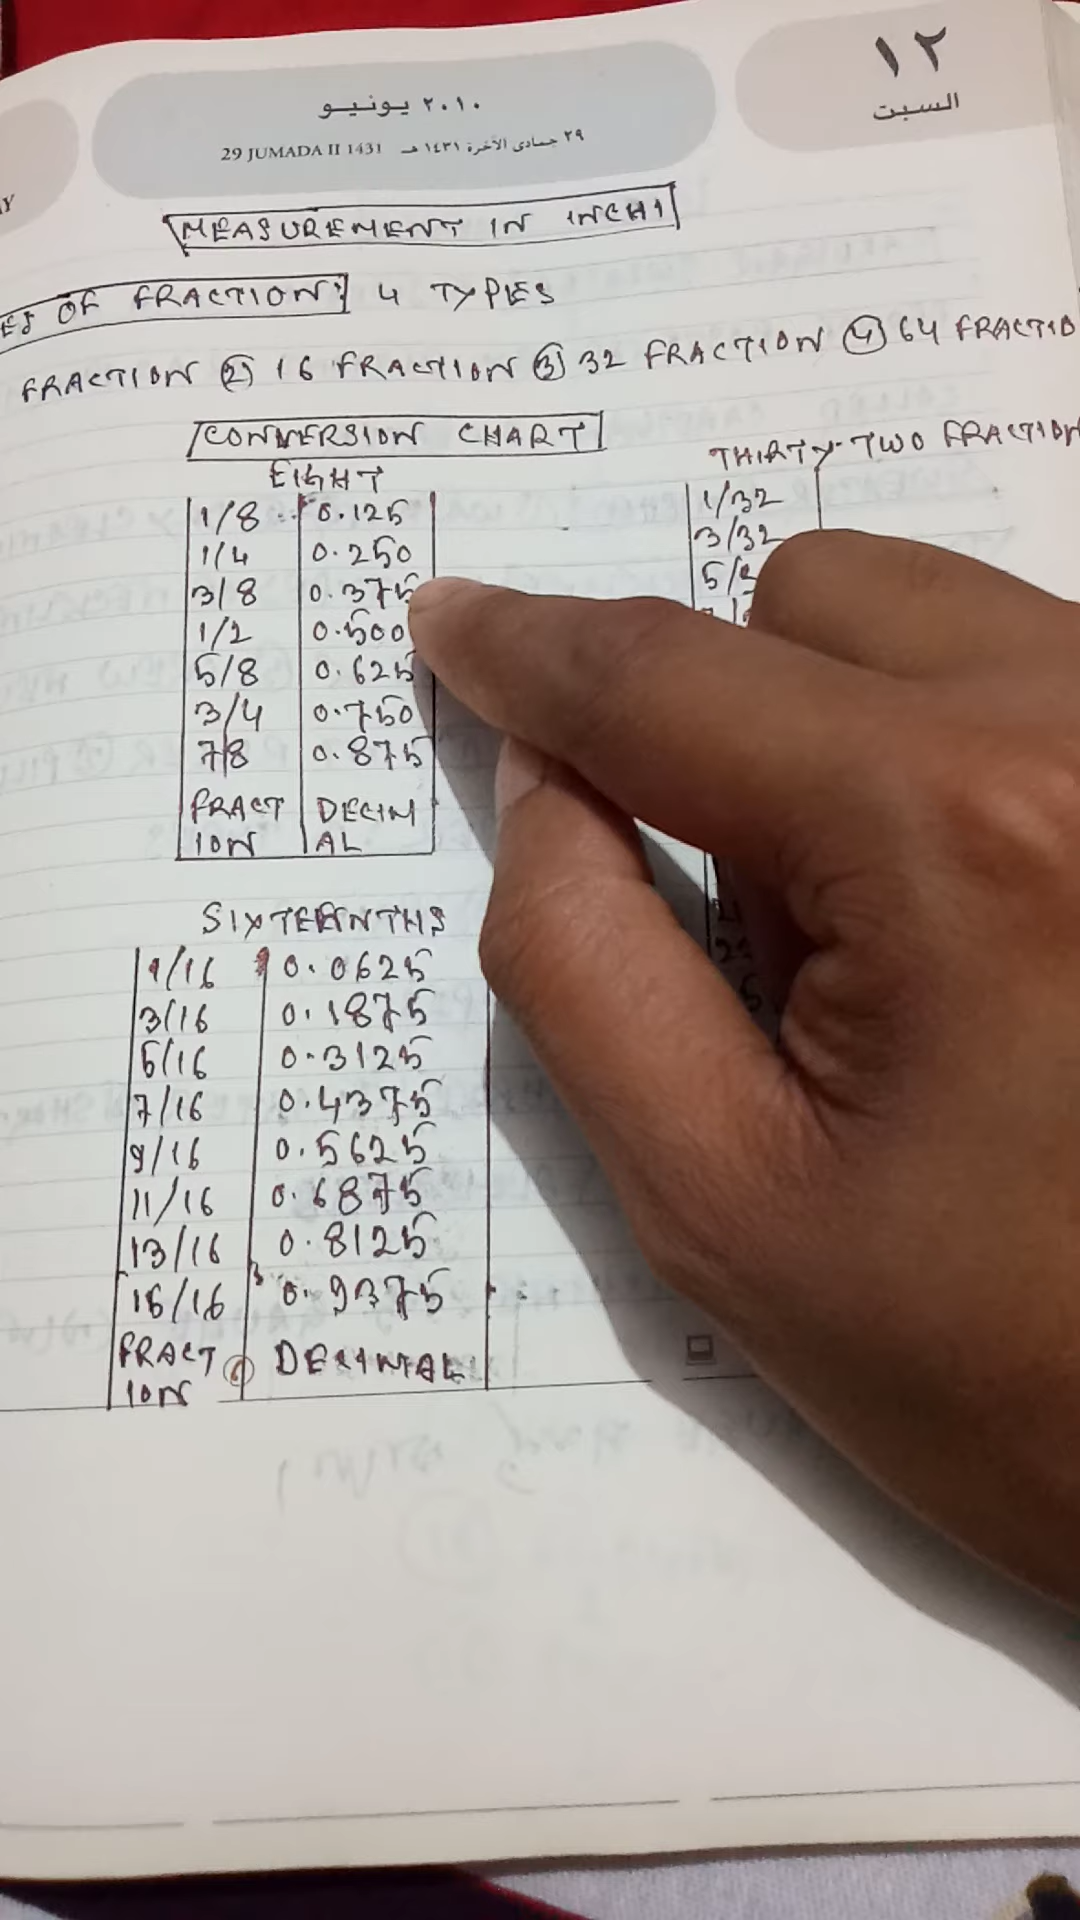 ١٢
السبت
٢٠١٠ يونيو
29 JUMADA II 1431 ٢٩ جمادى الآخرة ١٤٣١ هـ
MEASUREMENT IN INCHI
OF FRACTION: 4 TYPES
FRACTION ② 16 FRACTION ③ 32 FRACTION ④ 64 FRACTIO
CONVERSION CHART
EIGHT
1/8 0.125
1/4 0.250
3/8 0.375
1/2 0.500
5/8 0.625
3/4 0.750
7/8 0.875
FRACT DECIM
ION AL
SIXTEENTHS
1/16 0.0625
3/16 0.1875
5/16 0.3125
7/16 0.4375
9/16 0.5625
11/16 0.6875
13/16 0.8125
15/16 0.9375
FRACT DECIMAL
ION
THIRTY-TWO FRACTION
1/32
3/32
5/3